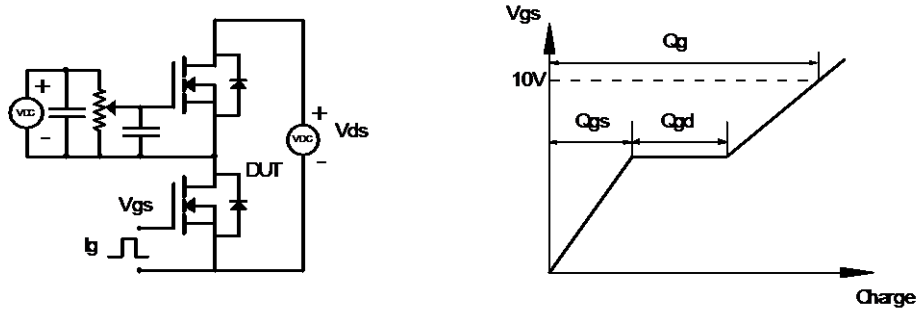 +
VDC
-
+
VDC
-
Vds
DUT
Vgs
Ig
Vgs
Qg
10V
Qgs
Qgd
Charge